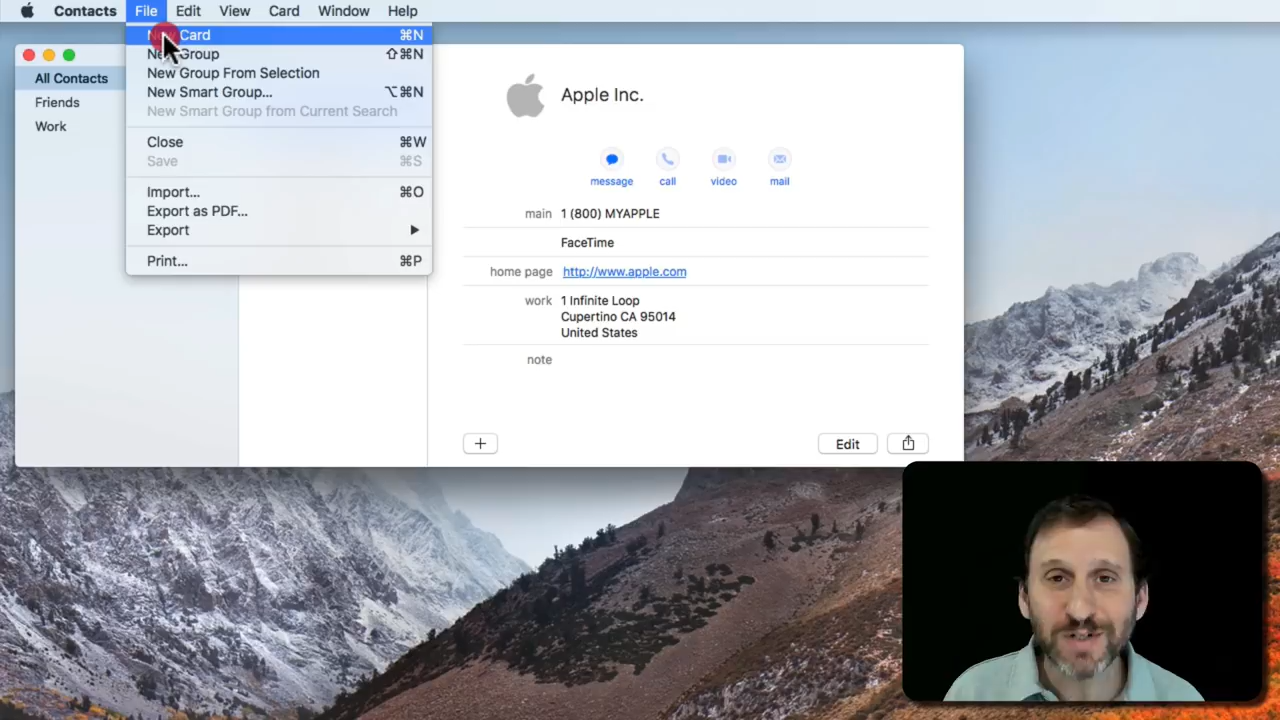 Contacts File Edit View Card Window Help
New Card ⌘N
New Group ⇧⌘N
New Group From Selection
New Smart Group... ⌥⌘N
New Smart Group from Current Search
Close ⌘W
Save ⌘S
Import... ⌘O
Export as PDF...
Export ▶
Print... ⌘P
All Contacts
Friends
Work
Apple Inc.
message call video mail
main 1 (800) MYAPPLE
FaceTime
home page http://www.apple.com
work 1 Infinite Loop
Cupertino CA 95014
United States
note
+ Edit